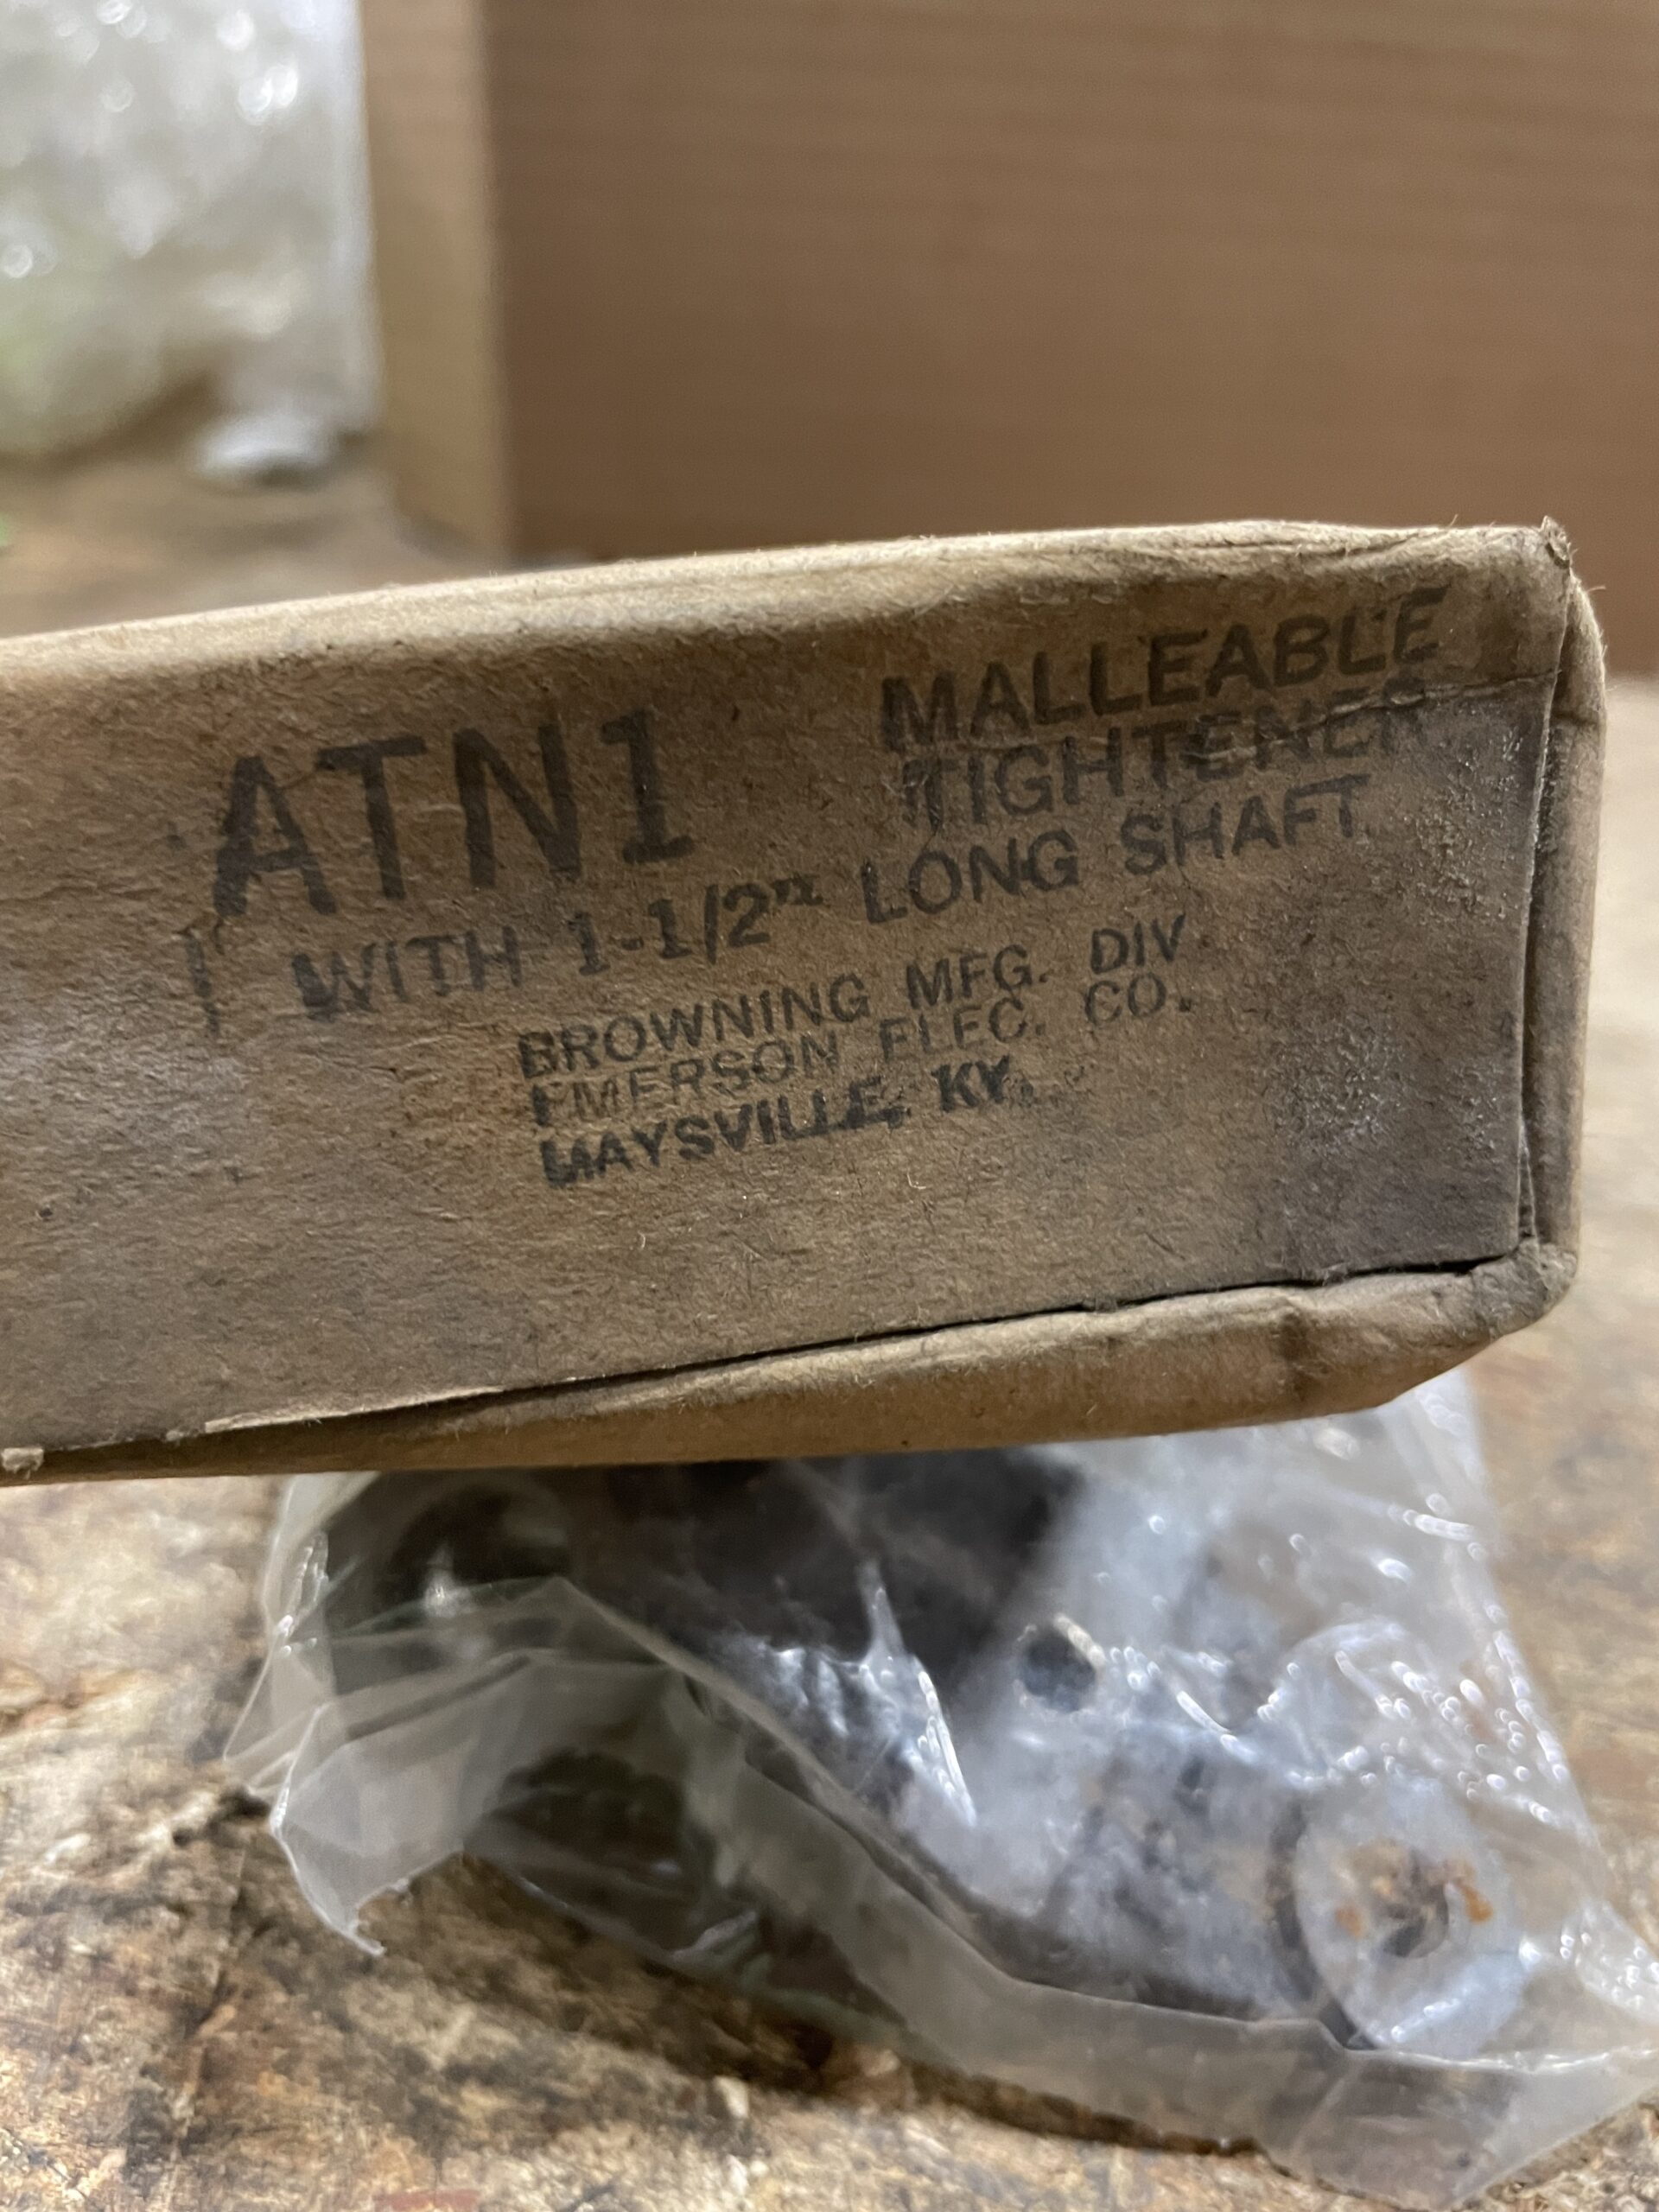 ATN1 MALLEABLE
TIGHTENER
WITH 1-1/2" LONG SHAFT
BROWNING MFG. DIV
EMERSON ELEC. CO.
MAYSVILLE, KY.